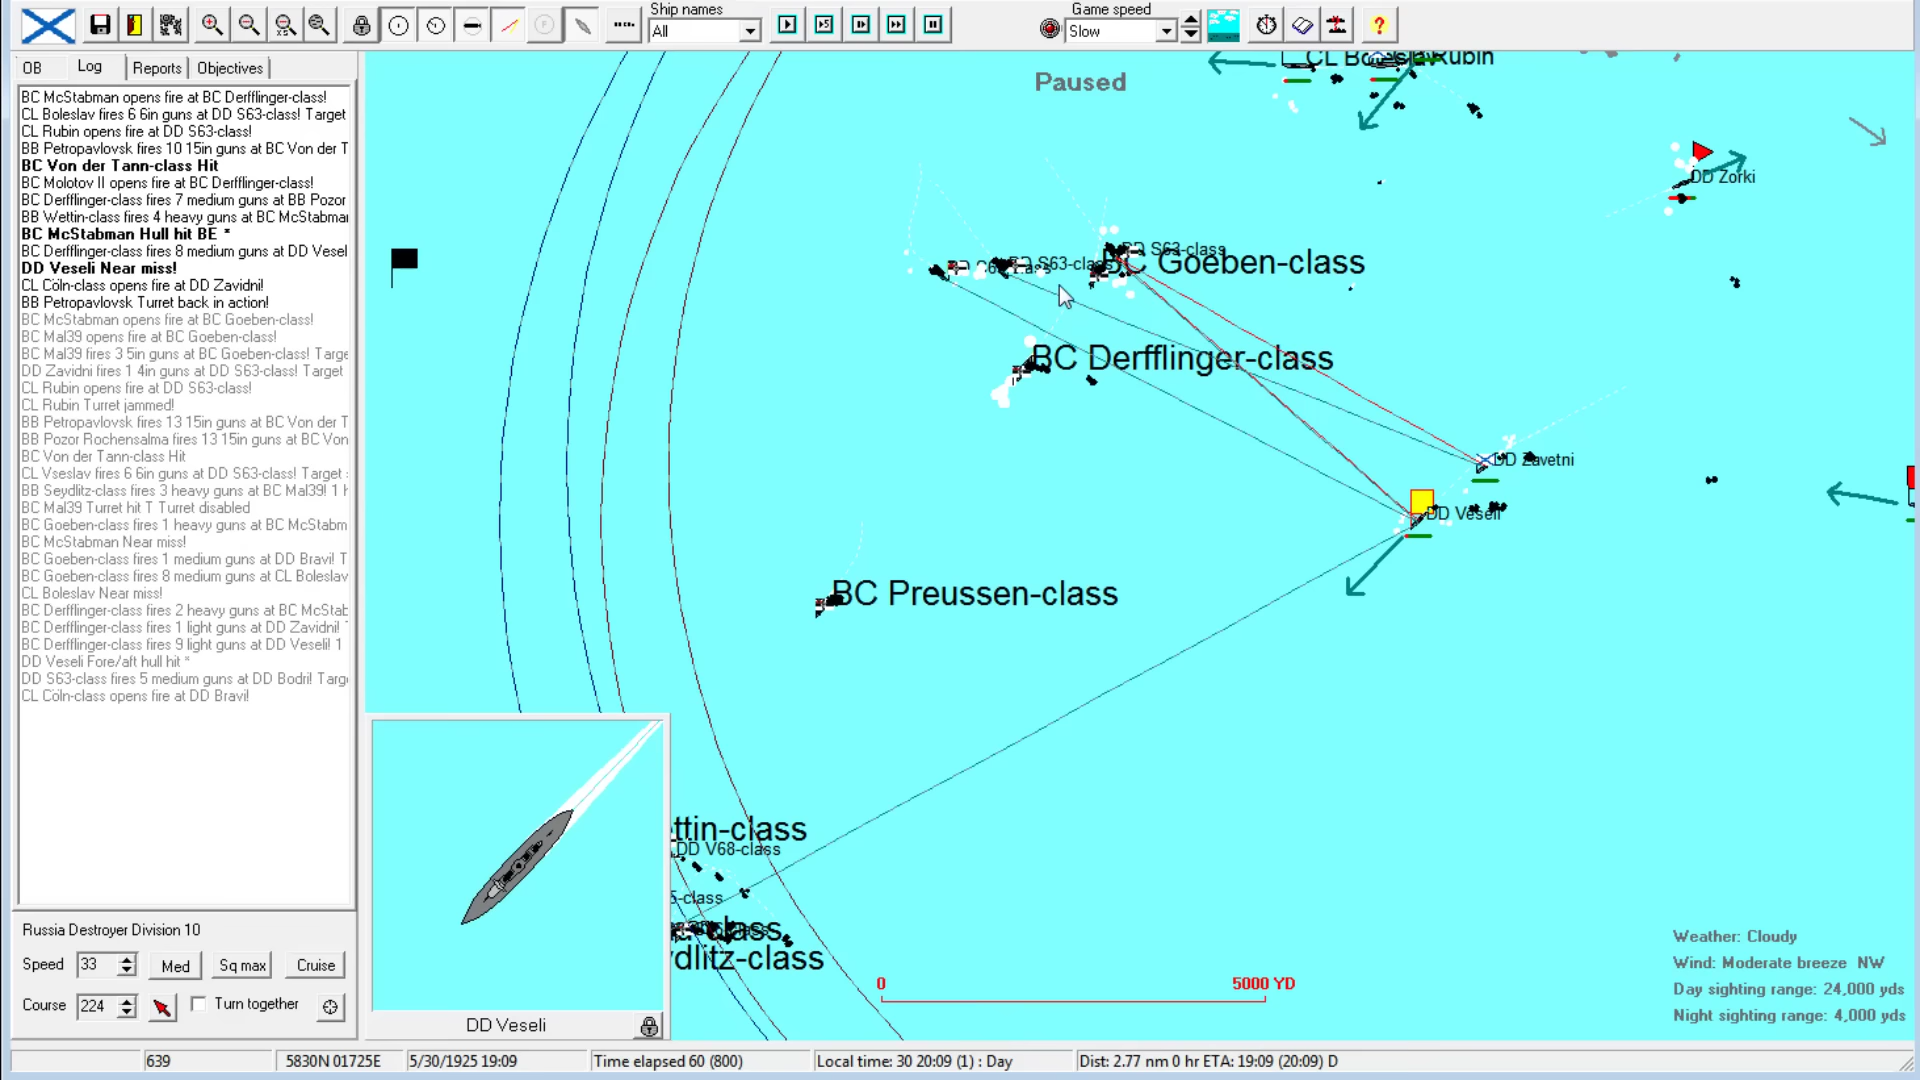 Ship names
All
Game speed
Slow
OB
Log
Reports
Objectives
BC McStabman opens fire at BC Derfflinger-class!
CL Boleslav fires 6 6in guns at DD S63-class! Target
CL Rubin opens fire at DD S63-class!
BB Petropavlovsk fires 10 15in guns at BC Von der T
BC Von der Tann-class Hit
BC Molotov II opens fire at BC Derfflinger-class!
BC Derfflinger-class fires 7 medium guns at BB Pozor
BB Wettin-class fires 4 heavy guns at BC McStabmar
BC McStabman Hull hit BE *
BC Derfflinger-class fires 8 medium guns at DD Vesel
DD Veseli Near miss!
CL Cöln-class opens fire at DD Zavidni!
BB Petropavlovsk Turret back in action!
BC McStabman opens fire at BC Goeben-class!
BC Mal39 opens fire at BC Goeben-class!
BC Mal39 fires 3 5in guns at BC Goeben-class! Targe
DD Zavidni fires 1 4in guns at DD S63-class! Target
CL Rubin opens fire at DD S63-class!
CL Rubin Turret jammed!
BB Petropavlovsk fires 13 15in guns at BC Von der T
BB Pozor Rochensalma fires 13 15in guns at BC Von
BC Von der Tann-class Hit
CL Vseslav fires 6 6in guns at DD S63-class! Target
BB Seydlitz-class fires 3 heavy guns at BC Mal39! 1
BC Mal39 Turret hit T Turret disabled
BC Goeben-class fires 1 heavy guns at BC McStabm
BC McStabman Near miss!
BC Goeben-class fires 1 medium guns at DD Bravi! T
BC Goeben-class fires 8 medium guns at CL Boleslav
CL Boleslav Near miss!
BC Derfflinger-class fires 2 heavy guns at BC McStab
BC Derfflinger-class fires 1 light guns at DD Zavidni!
BC Derfflinger-class fires 9 light guns at DD Veseli! 1
DD Veseli Fore/aft hull hit *
DD S63-class fires 5 medium guns at DD Bodri! Targ
CL Cöln-class opens fire at DD Bravi!
Paused
CL Boleslav Rubin
DD Zorki
DD S63-class
DD S63-class
BC Goeben-class
BC Derfflinger-class
DD Zavetni
DD Veseli
BC Preussen-class
ttin-class
DD V68-class
5-class
class
ydlitz-class
0
5000 YD
Weather: Cloudy
Wind: Moderate breeze NW
Day sighting range: 24,000 yds
Night sighting range: 4,000 yds
DD Veseli
Russia Destroyer Division 10
Speed 33 Med Sq max Cruise
Course 224 Turn together
639
5830N 01725E
5/30/1925 19:09
Time elapsed 60 (800)
Local time: 30 20:09 (1) : Day
Dist: 2.77 nm 0 hr ETA: 19:09 (20:09) D